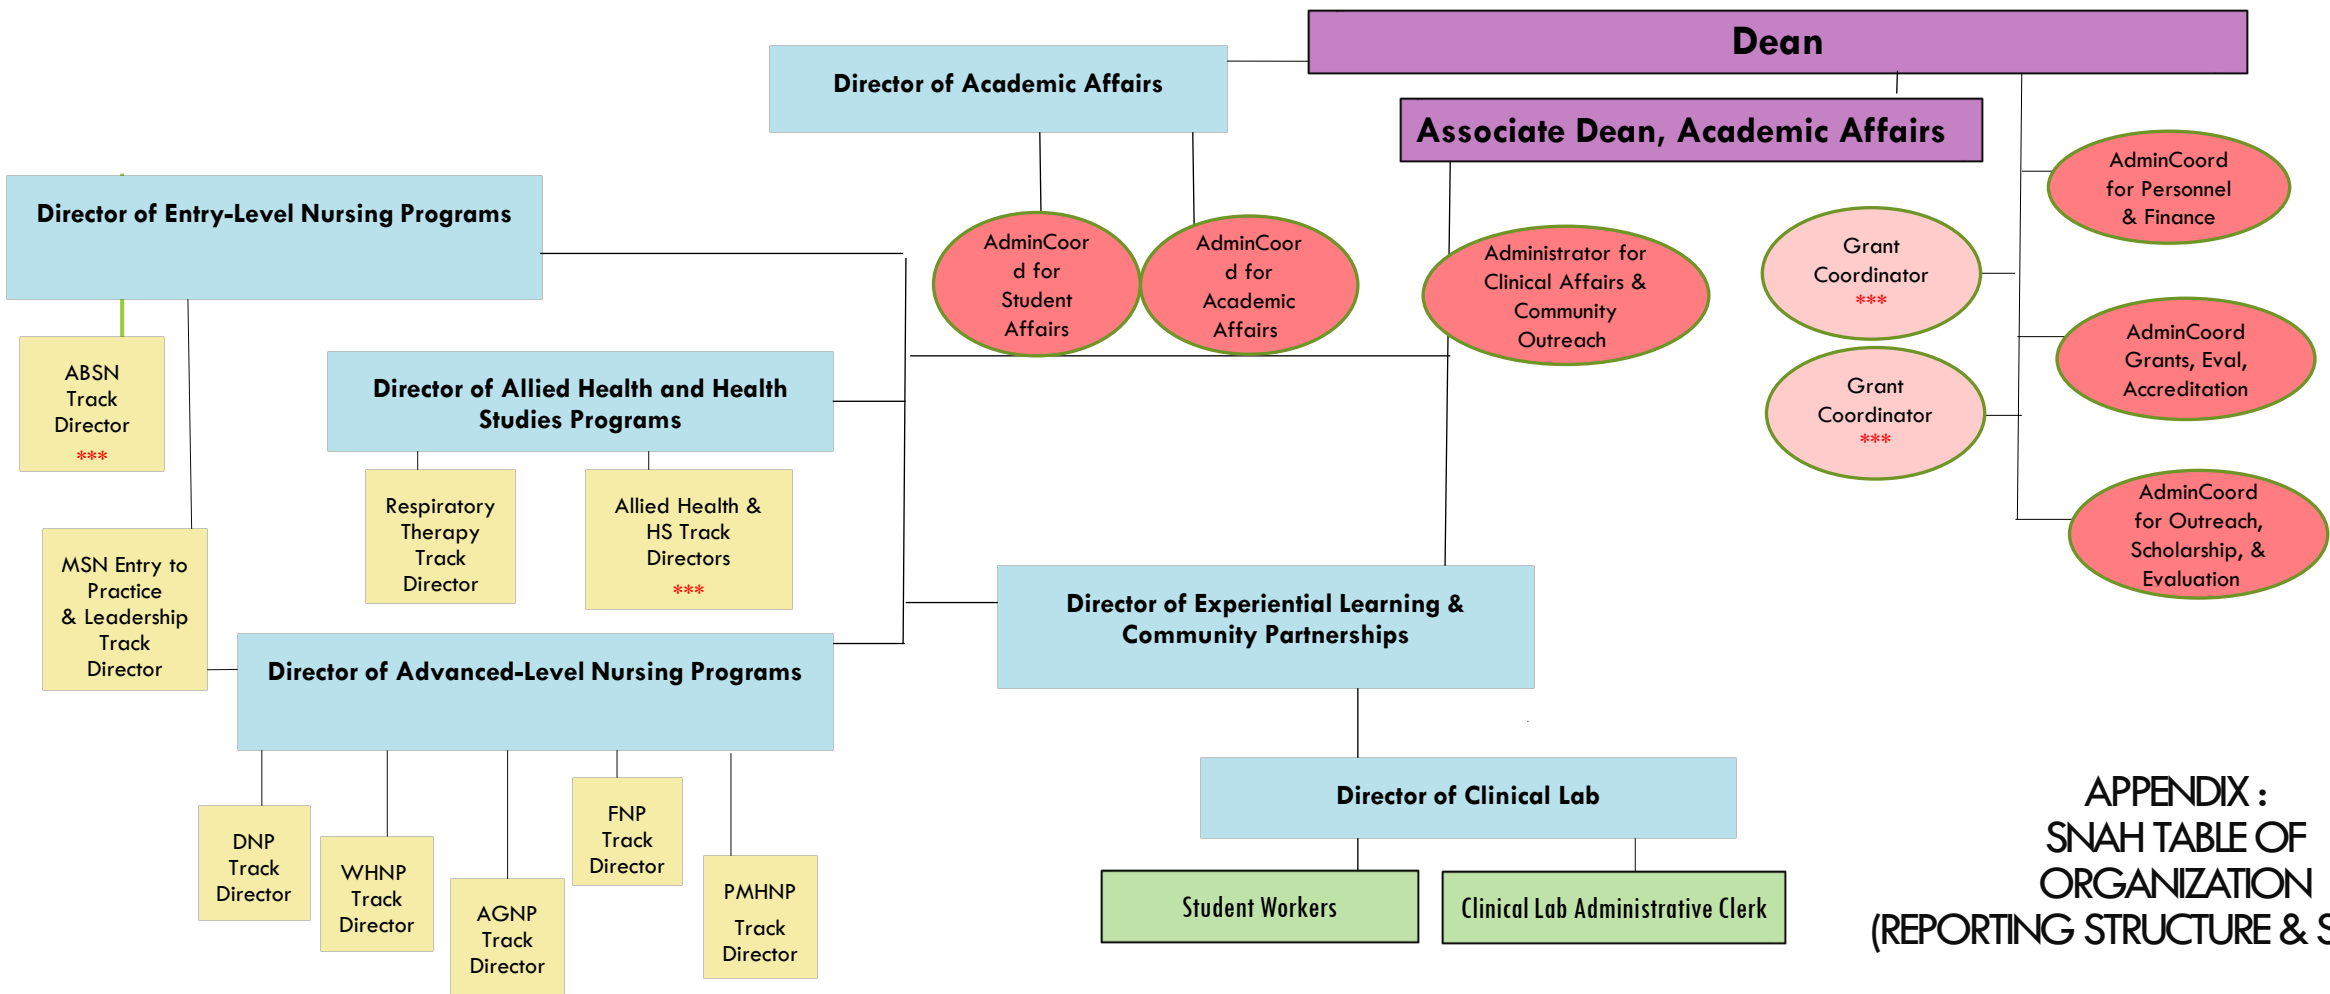 Dean
Director of Academic Affairs
Associate Dean, Academic Affairs
AdminCoord
for Personnel
& Finance
Director of Entry-Level Nursing Programs
AdminCoor
d for
Student
Affairs
AdminCoor
d for
Academic
Affairs
Administrator for
Clinical Affairs &
Community
Outreach
Grant
Coordinator
***
AdminCoord
Grants, Eval,
Accreditation
ABSN
Track
Director
***
Director of Allied Health and Health
Studies Programs
Grant
Coordinator
***
Respiratory
Therapy
Track
Director
Allied Health &
HS Track
Directors
***
AdminCoord
for Outreach,
Scholarship, &
Evaluation
MSN Entry to
Practice
& Leadership
Track
Director
Director of Experiential Learning &
Community Partnerships
Director of Advanced-Level Nursing Programs
Director of Clinical Lab
DNP
Track
Director
WHNP
Track
Director
AGNP
Track
Director
FNP
Track
Director
PMHNP
Track
Director
Student Workers
Clinical Lab Administrative Clerk
APPENDIX :
SNAH TABLE OF
ORGANIZATION
(REPORTING STRUCTURE &